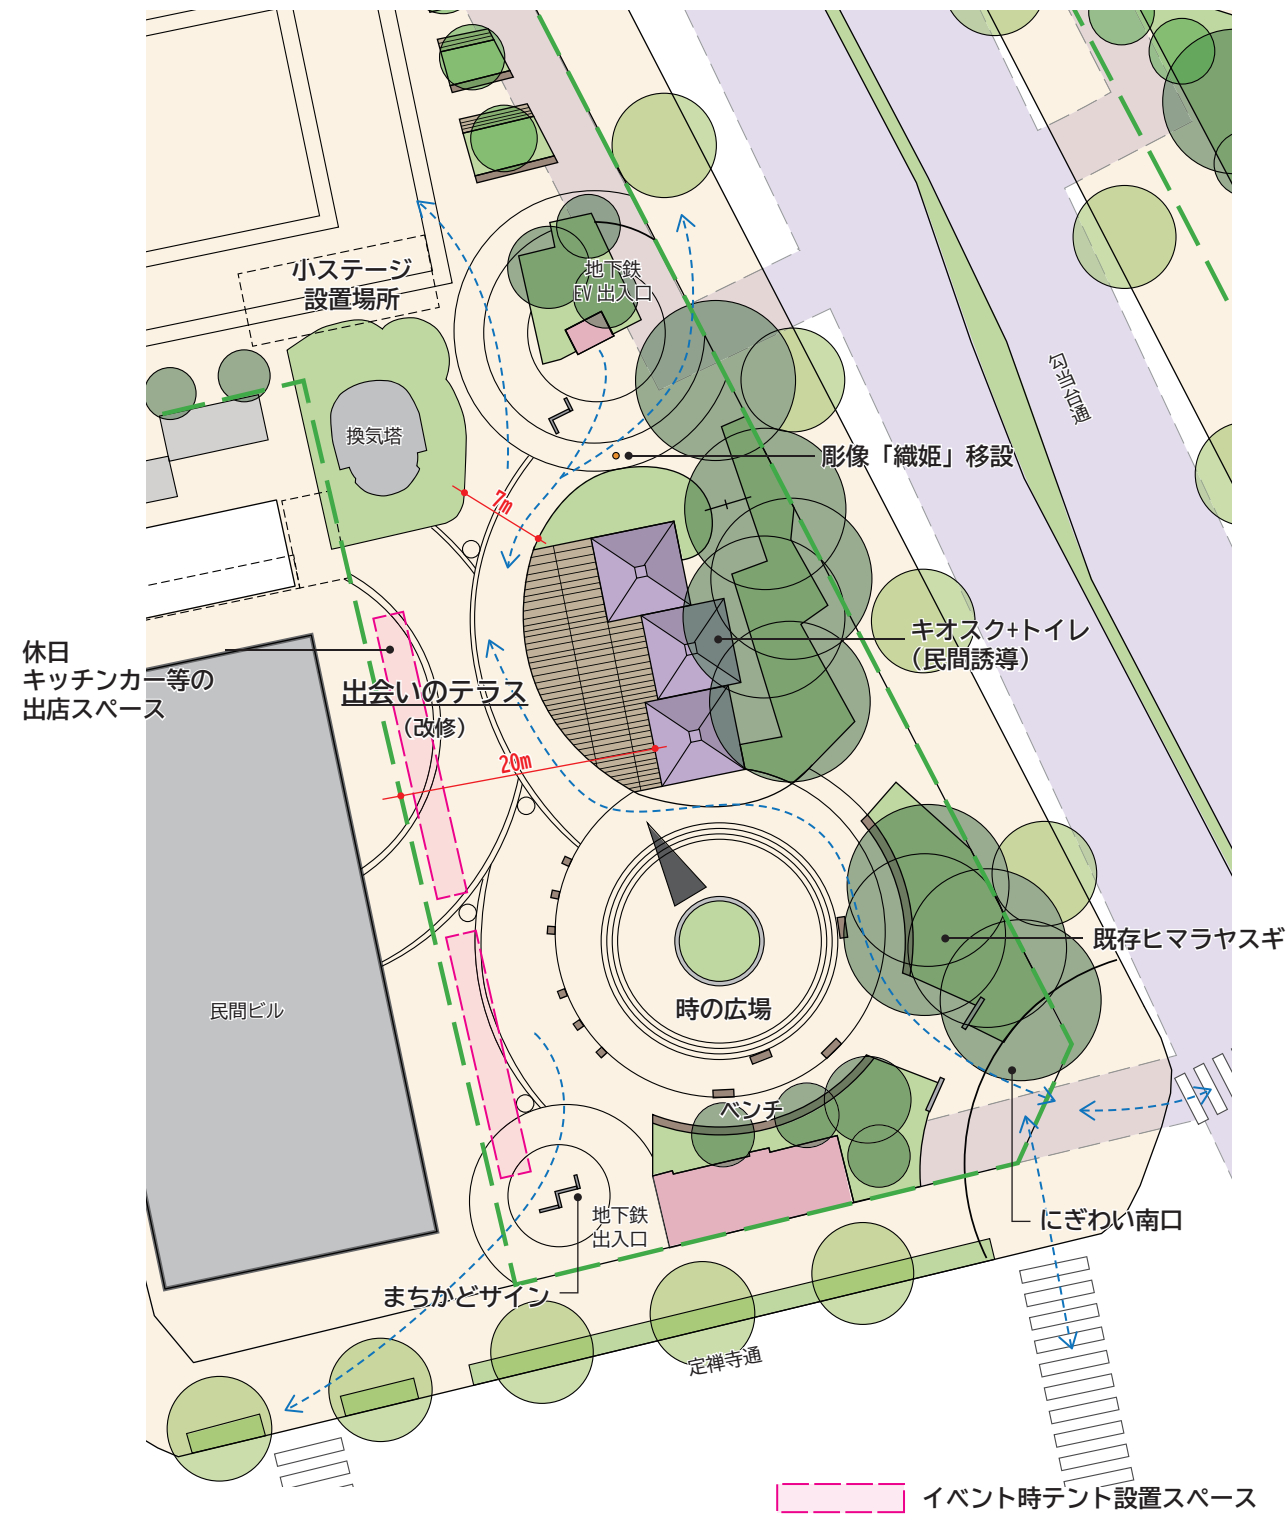 小ステージ
設置場所
地下鉄
EV 出入口
勾当台通
換気塔
彫像「織姫」移設
7m
キオスク+トイレ
（民間誘導）
休日
キッチンカー等の
出店スペース
出会いのテラス
（改修）
20m
既存ヒマラヤスギ
民間ビル
時の広場
ベンチ
地下鉄
出入口
にぎわい南口
まちかどサイン
定禅寺通
イベント時テント設置スペース